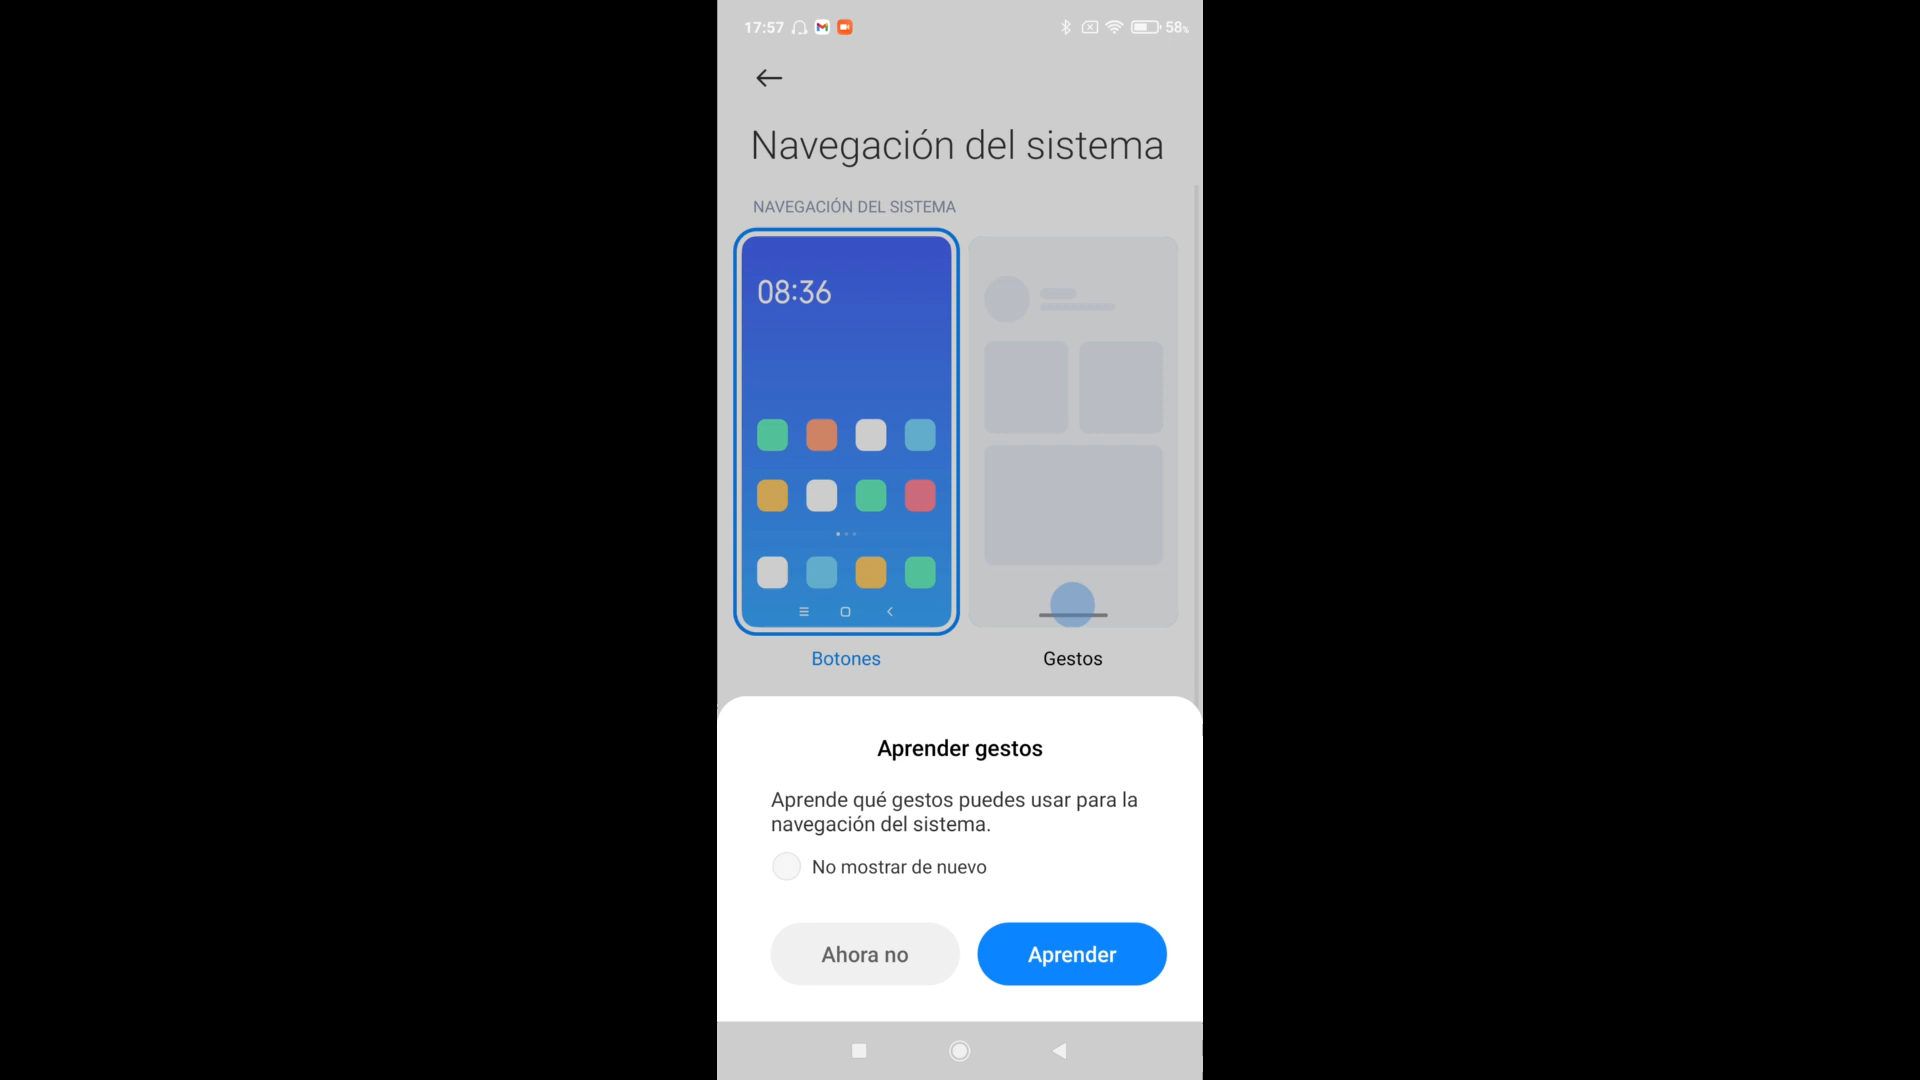 17:57
58%
Navegación del sistema
NAVEGACIÓN DEL SISTEMA
08:36
Botones
Gestos
Aprender gestos
Aprende qué gestos puedes usar para la
navegación del sistema.
No mostrar de nuevo
Ahora no
Aprender